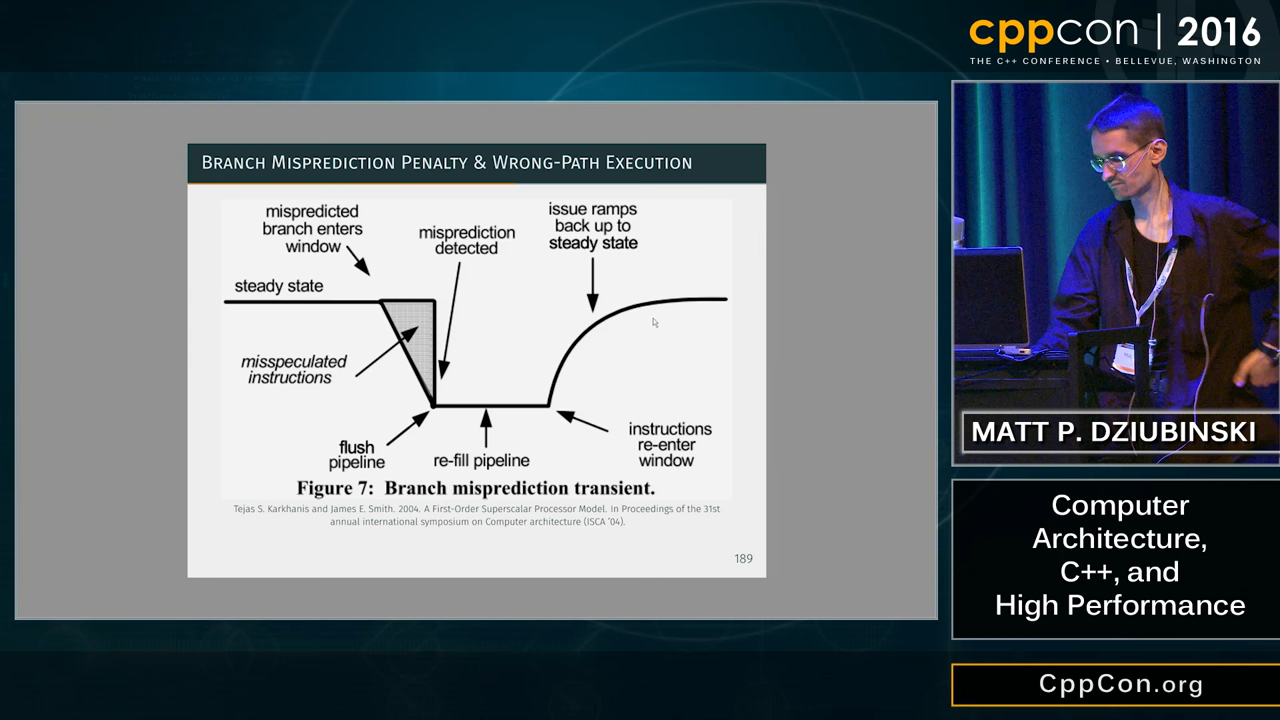 cppcon | 2016
THE C++ CONFERENCE • BELLEVUE, WASHINGTON
BRANCH MISPREDICTION PENALTY & WRONG-PATH EXECUTION
mispredicted
branch enters
window
misprediction
detected
issue ramps
back up to
steady state
steady state
misspeculated
instructions
flush
pipeline
re-fill pipeline
instructions
re-enter
window
Figure 7: Branch misprediction transient.
Tejas S. Karkhanis and James E. Smith. 2004. A First-Order Superscalar Processor Model. In Proceedings of the 31st
annual international symposium on Computer architecture (ISCA '04).
189
MATT P. DZIUBINSKI
Computer
Architecture,
C++, and
High Performance
CppCon.org